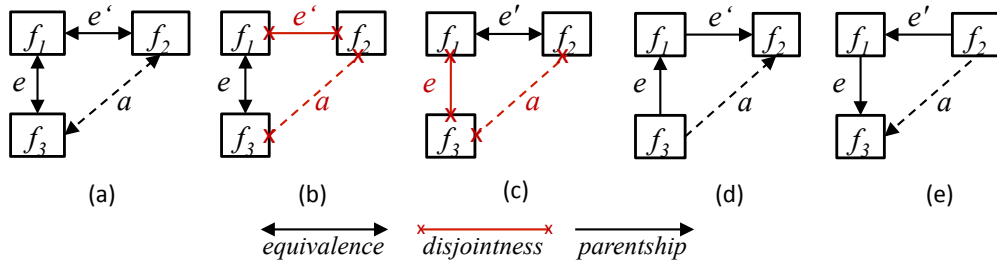 f₁ e‘ f₂ f₁ e‘ f₂ f₁ e′ f₂ f₁ e‘ f₂ f₁ e′ f₂
e a e a e a e a e a
f₃ f₃ f₃ f₃ f₃
(a) (b) (c) (d) (e)
equivalence disjointness parentship